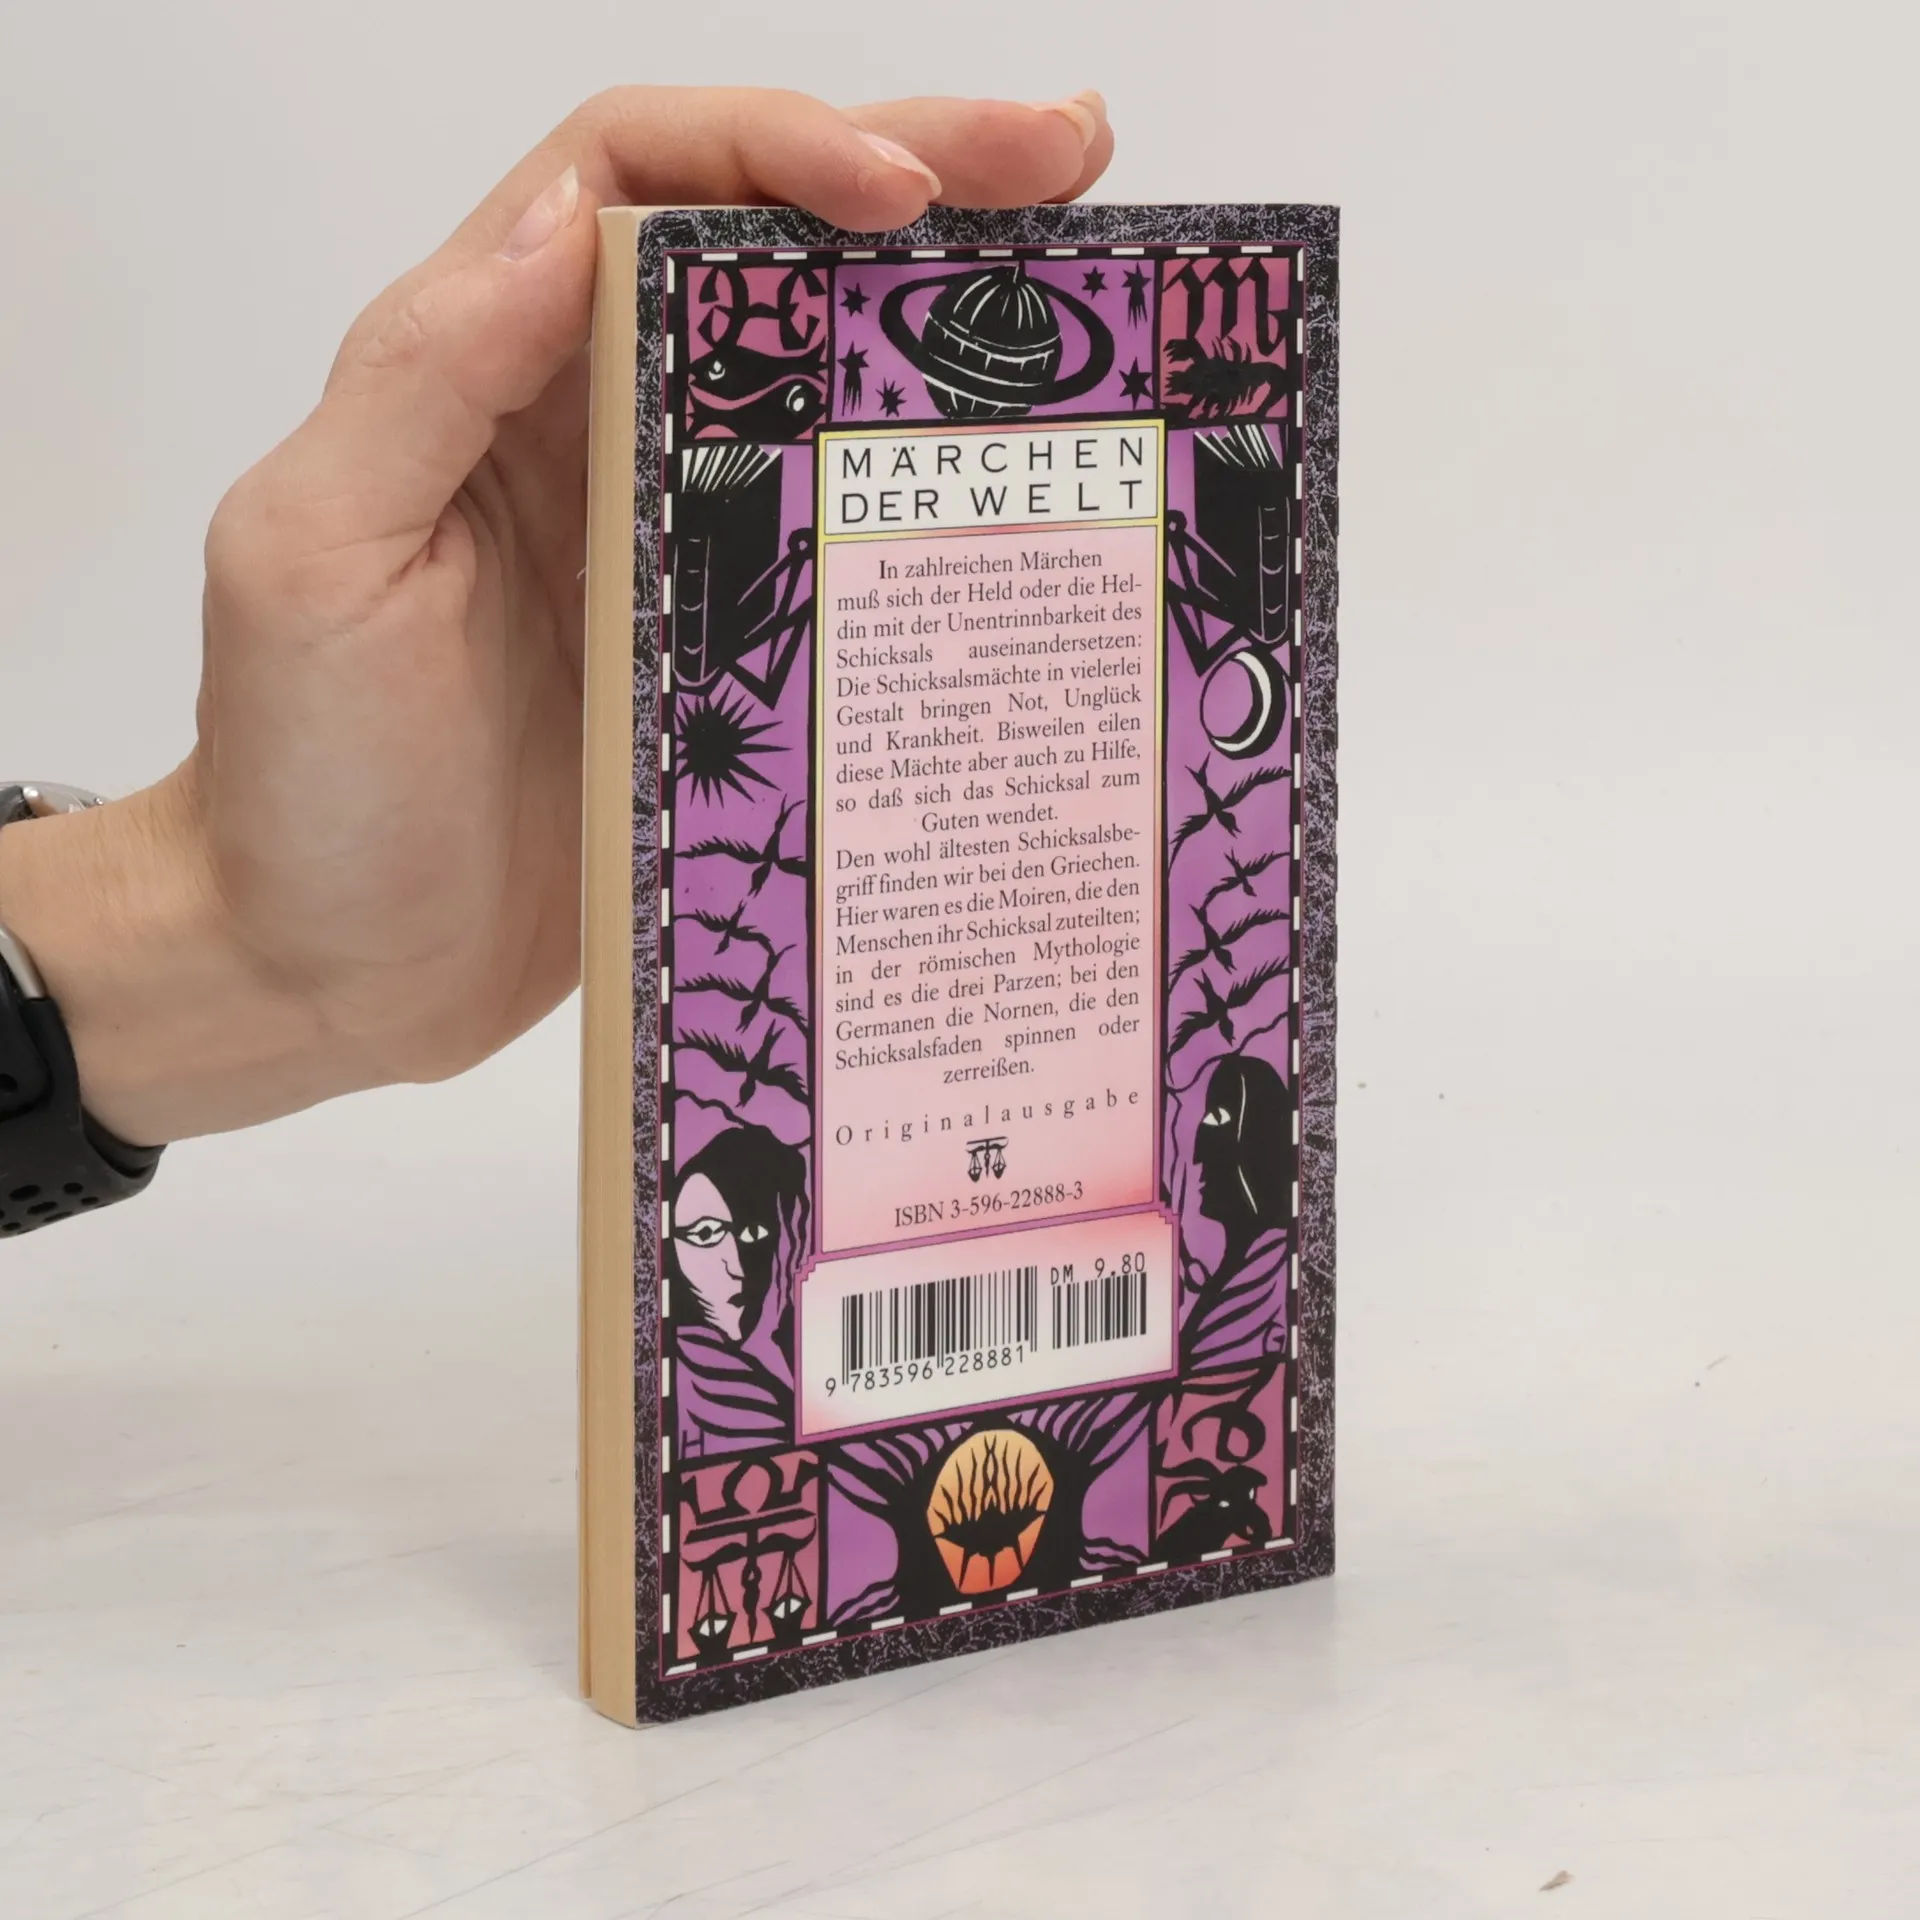 MÄRCHEN
DER WELT
In zahlreichen Märchen
muß sich der Held oder die Hel-
din mit der Unentrinnbarkeit des
Schicksals auseinandersetzen:
Die Schicksalsmächte in vielerlei
Gestalt bringen Not, Unglück
und Krankheit. Bisweilen eilen
diese Mächte aber auch zu Hilfe,
so daß sich das Schicksal zum
Guten wendet.
Den wohl ältesten Schicksalsbe-
griff finden wir bei den Griechen.
Hier waren es die Moiren, die den
Menschen ihr Schicksal zuteilten;
in der römischen Mythologie
sind es die drei Parzen; bei den
Germanen die Nornen, die den
Schicksalsfaden spinnen oder
zerreißen.
Originalausgabe
ISBN 3-596-22888-3
DM 9.80
9 783596 228881